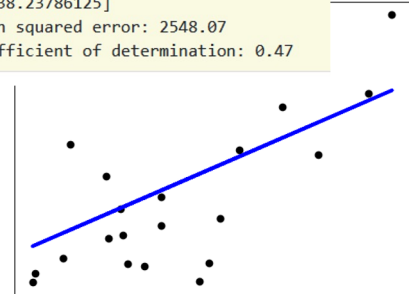 38.23786125]
n squared error: 2548.07
fficient of determination: 0.47